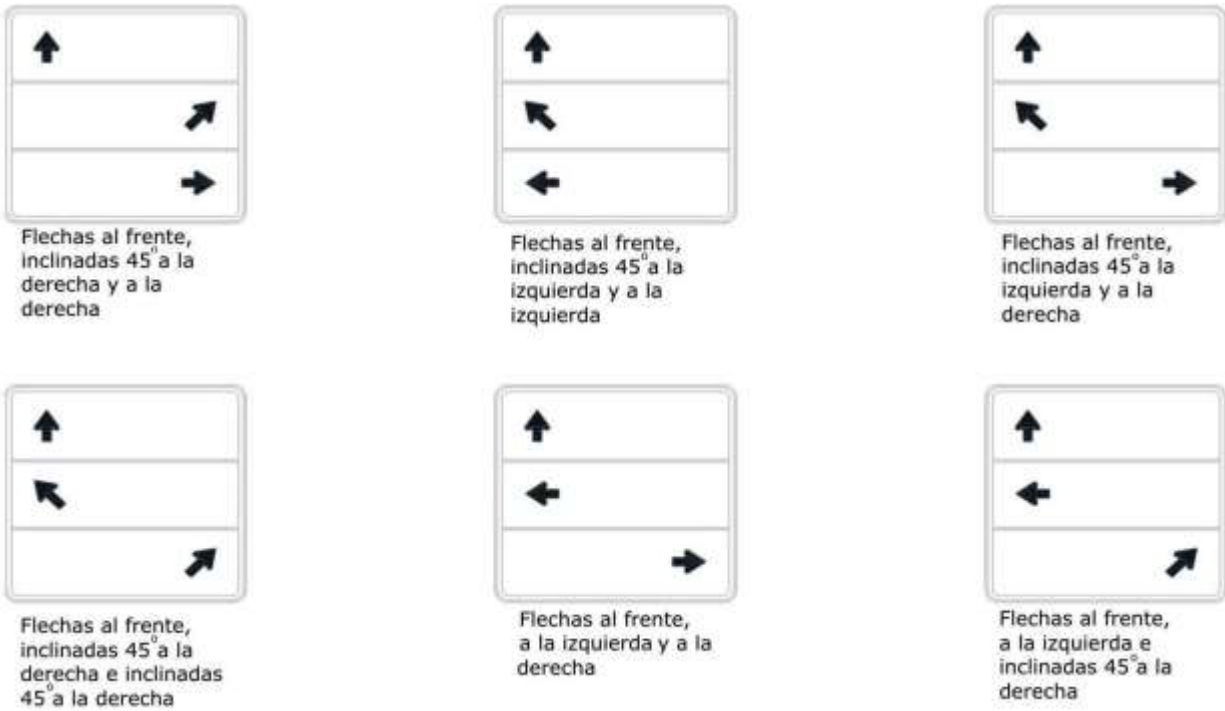 Flechas al frente,
inclinadas 45°a la
derecha y a la
derecha
Flechas al frente,
inclinadas 45°a la
izquierda y a la
izquierda
Flechas al frente,
inclinadas 45°a la
izquierda y a la
derecha
Flechas al frente,
inclinadas 45°a la
derecha e inclinadas
45°a la derecha
Flechas al frente,
a la izquierda y a la
derecha
Flechas al frente,
a la izquierda e
inclinadas 45°a la
derecha